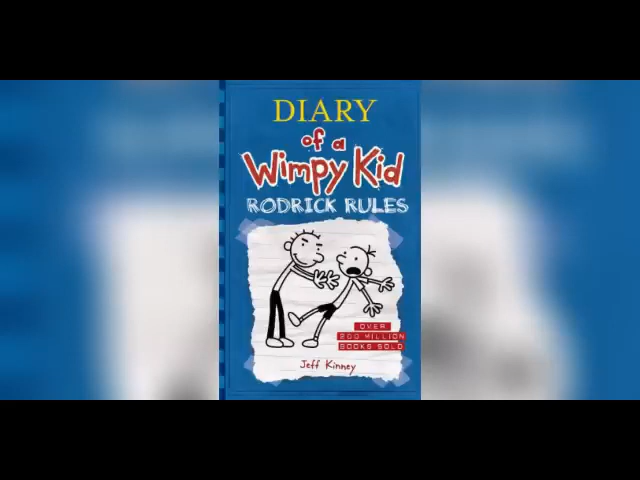 DIARY
of a
Wimpy Kid
RODRICK RULES
OVER
200 MILLION
BOOKS SOLD
Jeff Kinney